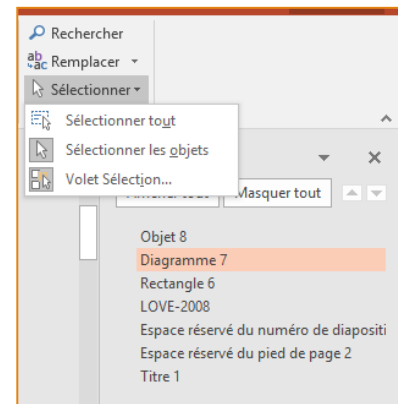 Rechercher
Remplacer
Sélectionner
Sélectionner tout
Sélectionner les objets
Volet Sélection...
Masquer tout
Objet 8
Diagramme 7
Rectangle 6
LOVE-2008
Espace réservé du numéro de diapositi
Espace réservé du pied de page 2
Titre 1